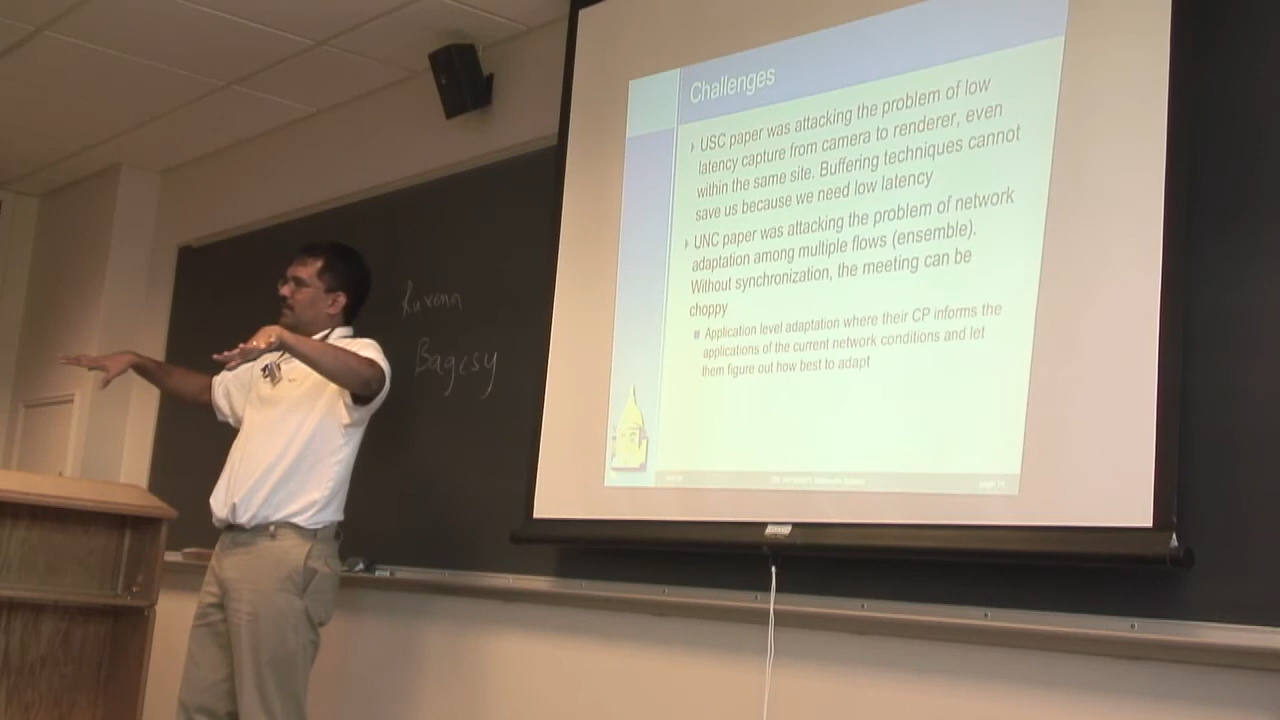 Challenges
USC paper was attacking the problem of low
latency capture from camera to renderer, even
within the same site. Buffering techniques cannot
save us because we need low latency
UNC paper was attacking the problem of network
adaptation among multiple flows (ensemble).
Without synchronization, the meeting can be
choppy
Application level adaptation where their CP informs the
applications of the current network conditions and let
them figure out how best to adapt